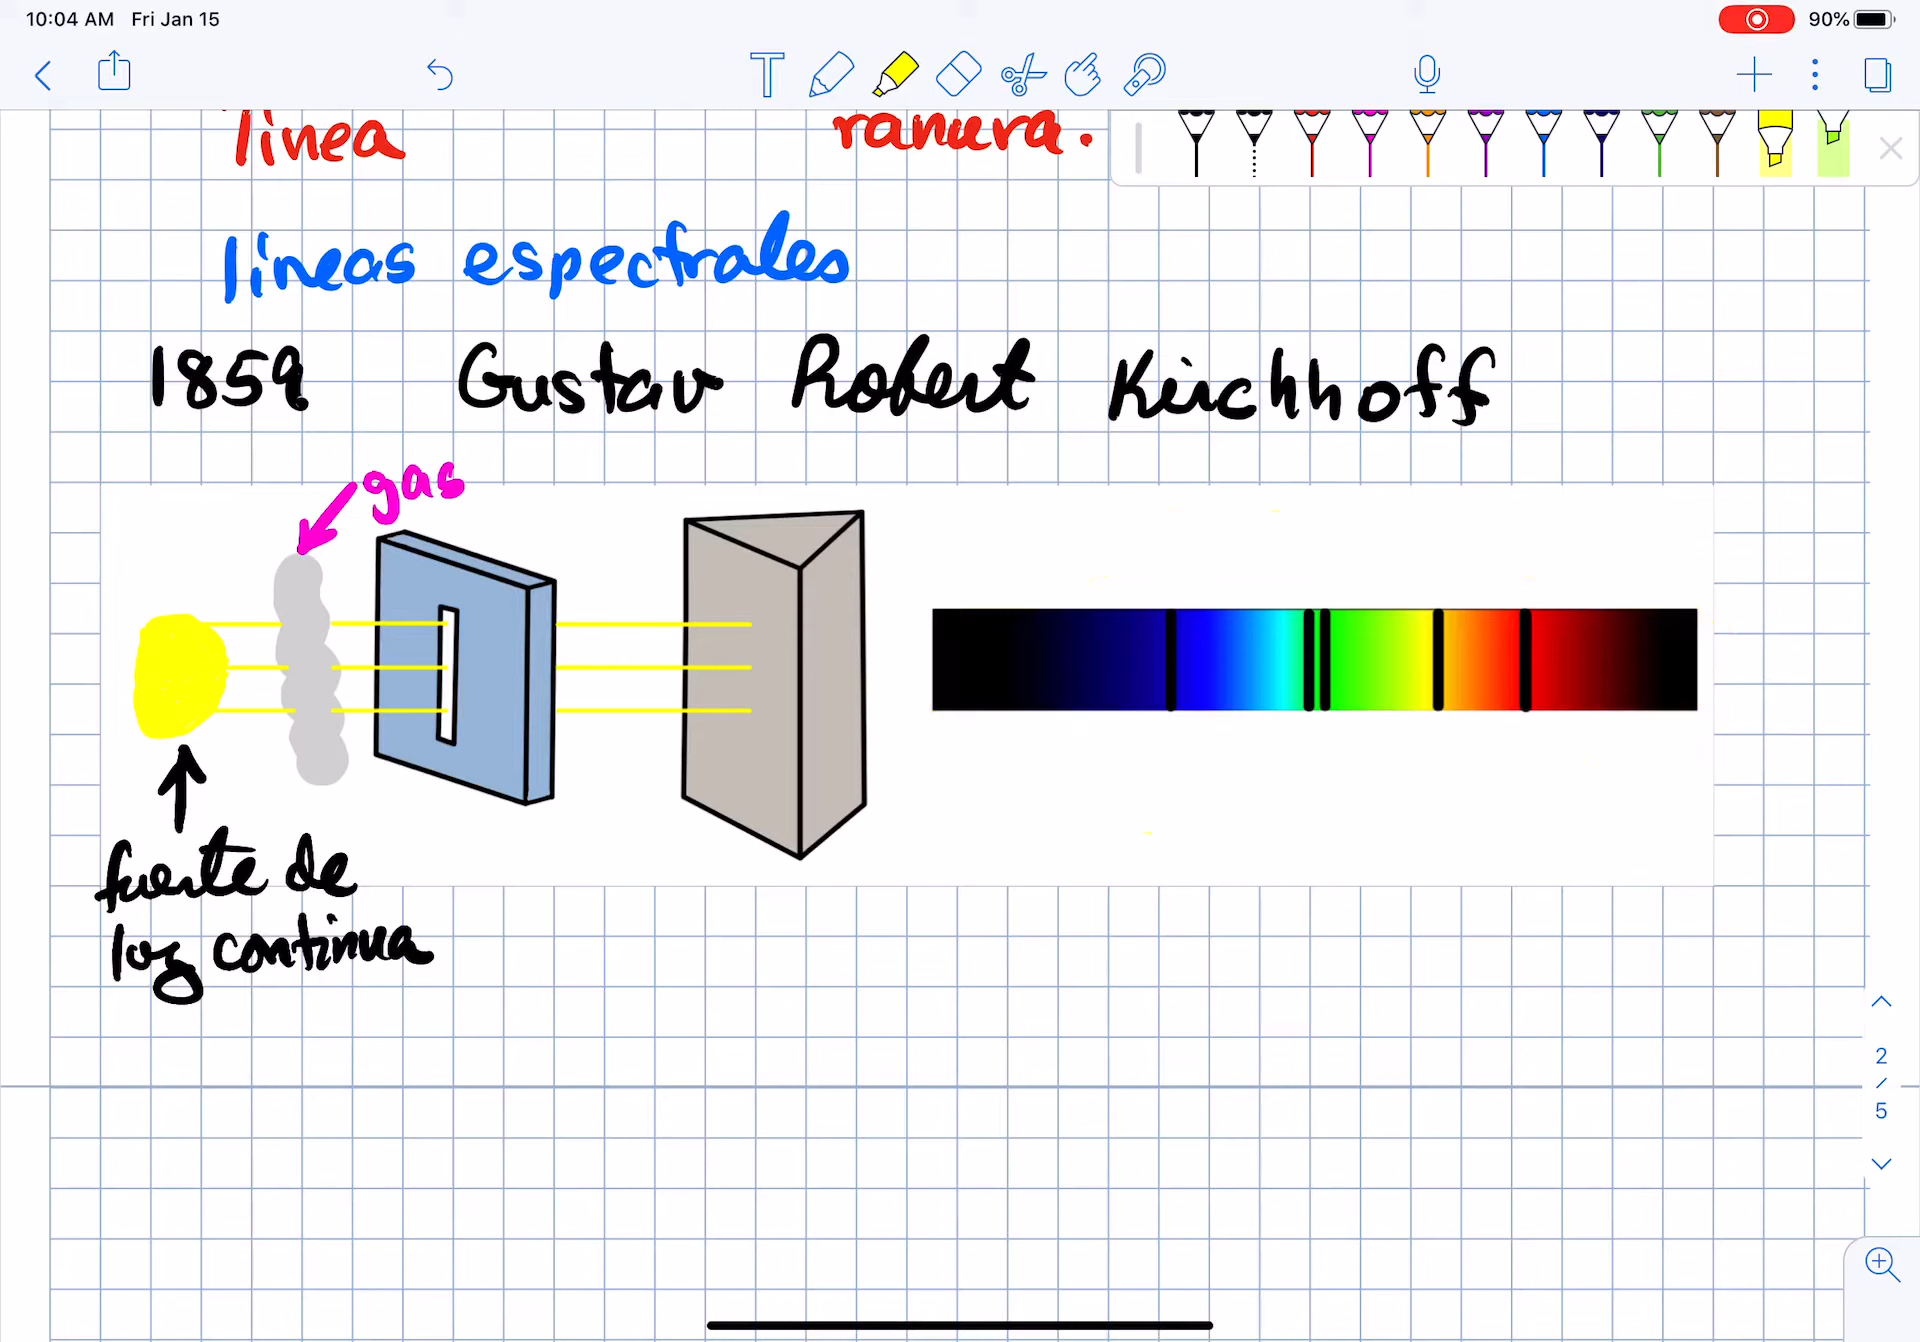 10:04 AM Fri Jan 15
90%
línea
ranura.
líneas espectrales
1859 Gustav Robert Kirchhoff
gas
fuente de
luz continua
2
/
5